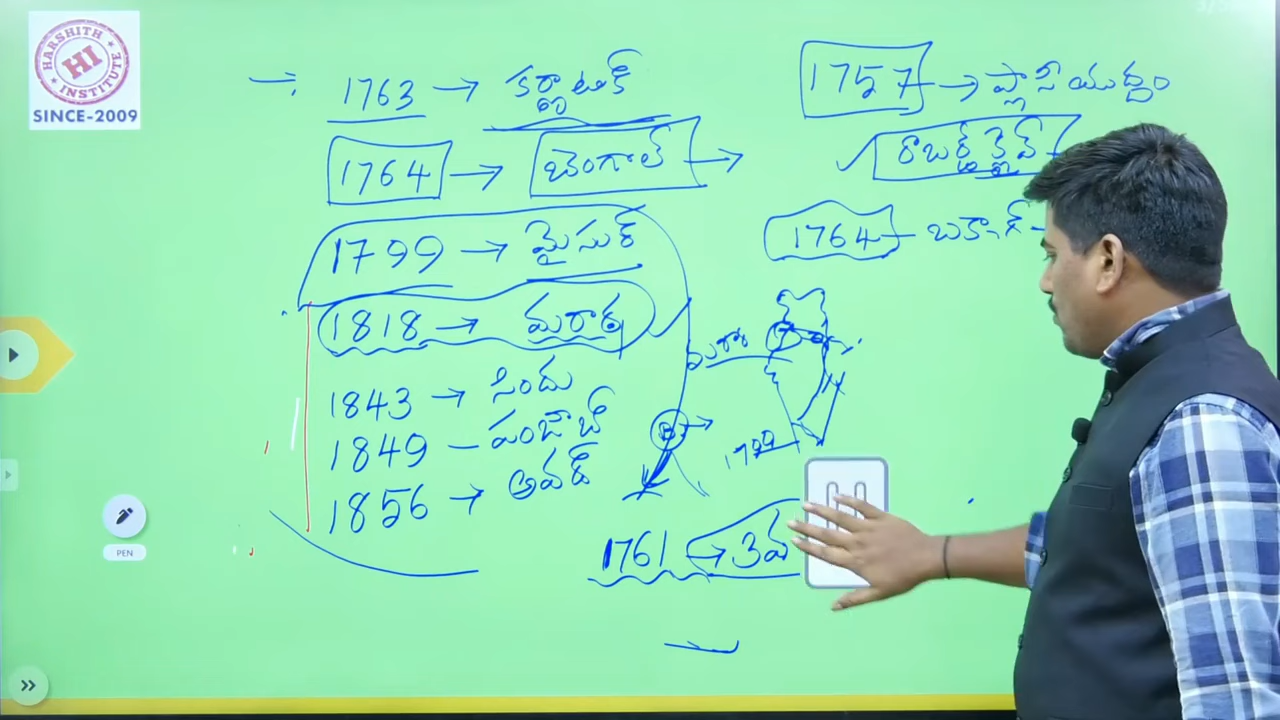 HARSHITH
HI
INSTITUTE
SINCE-2009
→ 1763 → కర్ణాటక్
1764 → బెంగాల్ →
1799 → మైసుర్
1818 → మరాఠ
1843 → సింధు
1849 – పంజాబ్
1856 → అవధ్
1757 → ప్లాసీ యుద్ధం
✓ రాబర్ట్ క్లైవ్ –
1764 – బక్సార్ –
1799
1761 → 3వ
PEN